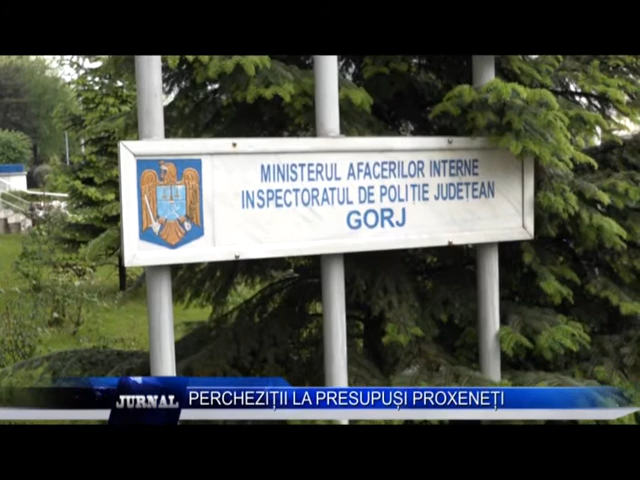 MINISTERUL AFACERILOR INTERNE
INSPECTORATUL DE POLIȚIE JUDEȚEAN
GORJ
JURNAL
PERCHEZIȚII LA PRESUPUȘI PROXENEȚI